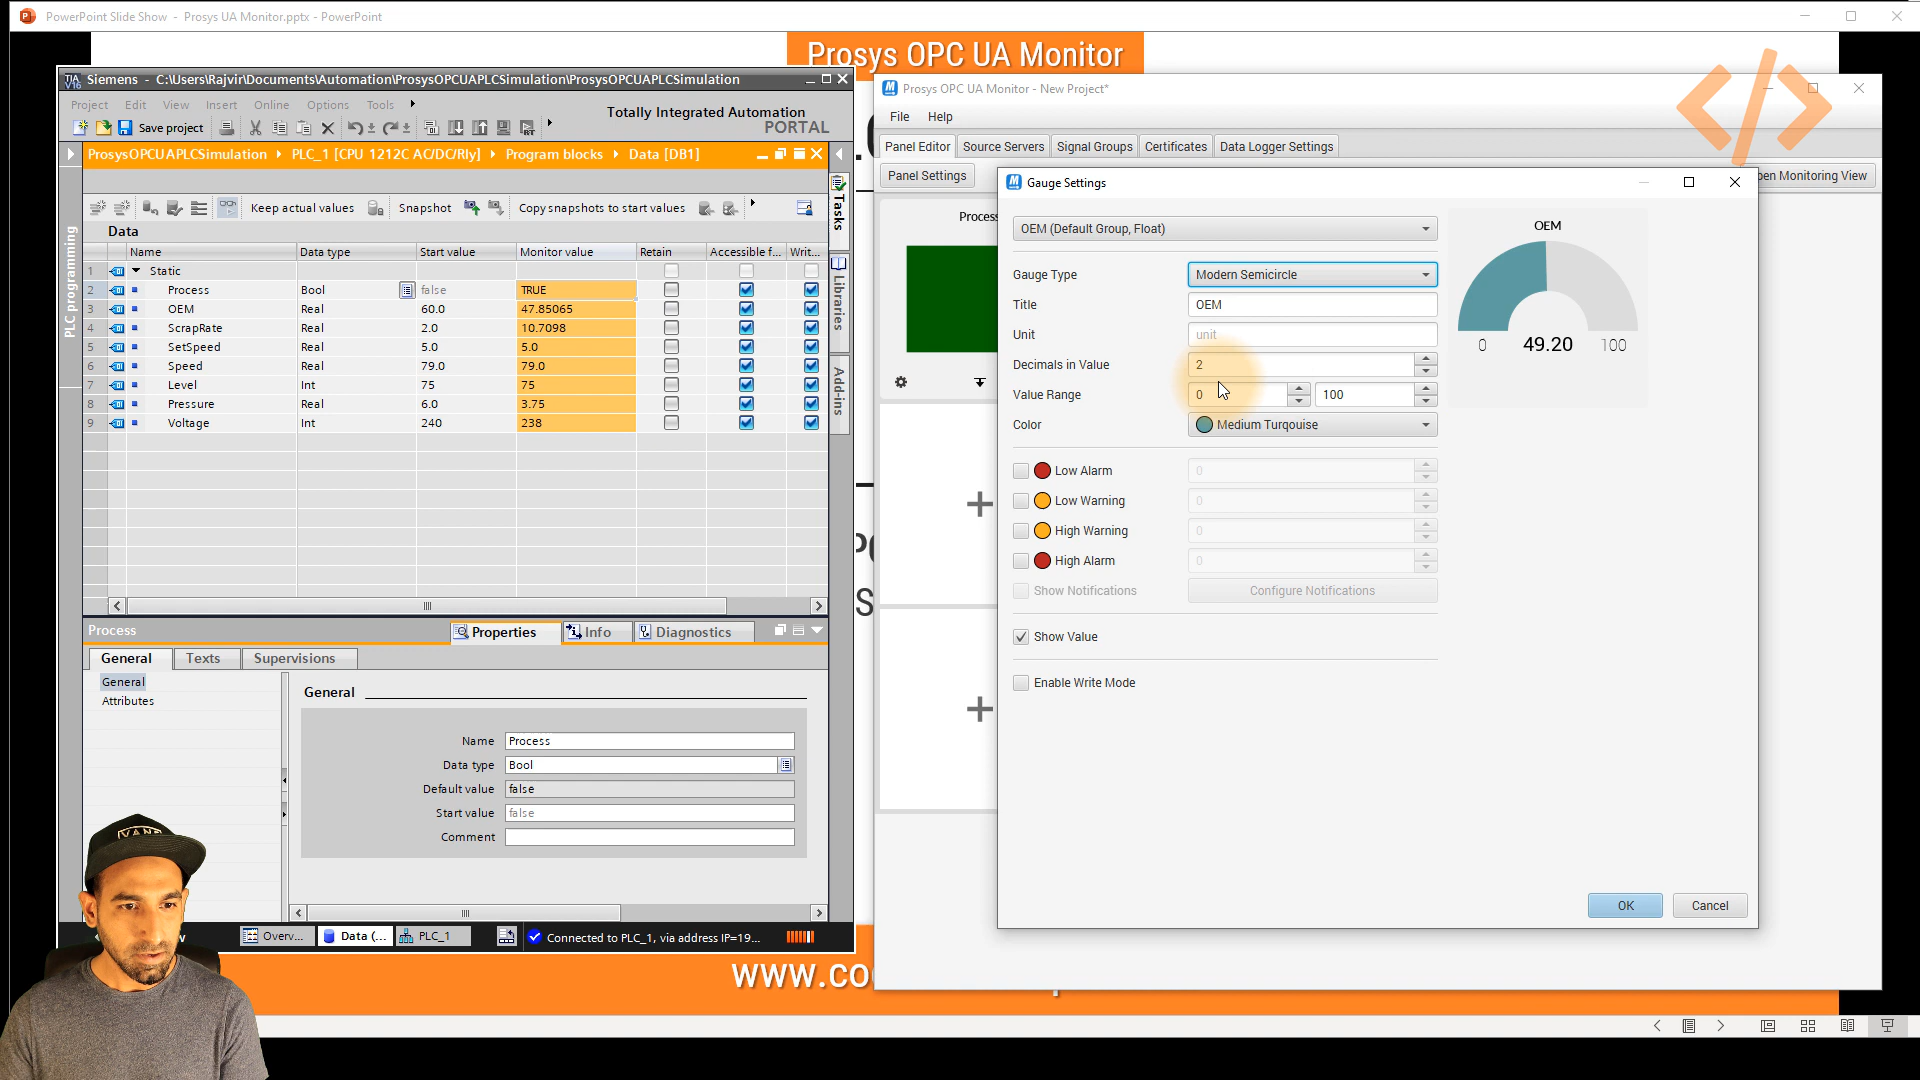 PowerPoint Slide Show - Prosys UA Monitor.pptx - PowerPoint
Prosys OPC UA Monitor
Siemens - C:\Users\Rajvir\Documents\Automation\ProsysOPCUAPLCSimulation\ProsysOPCUAPLCSimulation
Project Edit View Insert Online Options Tools
Totally Integrated Automation
PORTAL
Save project
ProsysOPCUAPLCSimulation PLC_1 [CPU 1212C AC/DC/Rly] Program blocks Data [DB1]
Keep actual values Snapshot Copy snapshots to start values
Data
Name Data type Start value Monitor value Retain Accessible f... Writ...
1 Static
2 Process Bool false TRUE
3 OEM Real 60.0 47.85065
4 ScrapRate Real 2.0 10.7098
5 SetSpeed Real 5.0 5.0
6 Speed Real 79.0 79.0
7 Level Int 75 75
8 Pressure Real 6.0 3.75
9 Voltage Int 240 238
PLC programming
Tasks
Libraries
Add-ins
Process
Properties Info Diagnostics
General Texts Supervisions
General
Attributes
General
Name Process
Data type Bool
Default value false
Start value false
Comment
Overv... Data (... PLC_1 Connected to PLC_1, via address IP=19...
Prosys OPC UA Monitor - New Project*
File Help
Panel Editor Source Servers Signal Groups Certificates Data Logger Settings
Panel Settings
pen Monitoring View
Process
Gauge Settings
OEM (Default Group, Float)
Gauge Type Modern Semicircle
Title OEM
Unit unit
Decimals in Value 2
Value Range 0 100
Color Medium Turqouise
Low Alarm 0
Low Warning 0
High Warning 0
High Alarm 0
Show Notifications Configure Notifications
Show Value
Enable Write Mode
OEM
0 49.20 100
OK Cancel
VANS
www.co